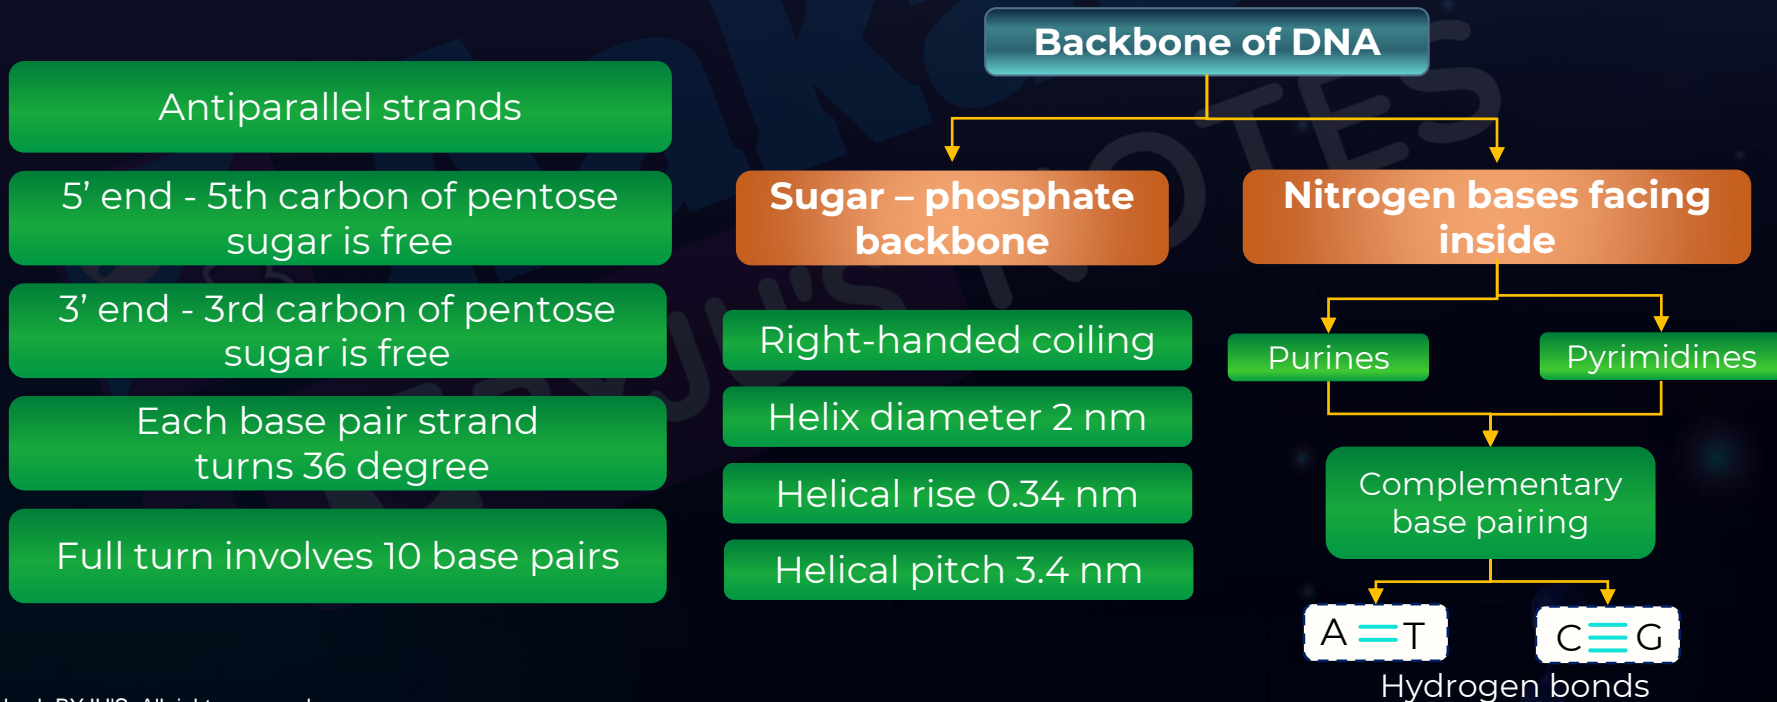 Backbone of DNA
Antiparallel strands
5’ end - 5th carbon of pentose
sugar is free
3’ end - 3rd carbon of pentose
sugar is free
Each base pair strand
turns 36 degree
Full turn involves 10 base pairs
Sugar – phosphate
backbone
Right-handed coiling
Helix diameter 2 nm
Helical rise 0.34 nm
Helical pitch 3.4 nm
Nitrogen bases facing
inside
Purines
Pyrimidines
Complementary
base pairing
A T
C G
Hydrogen bonds
BYJU'S NOTES